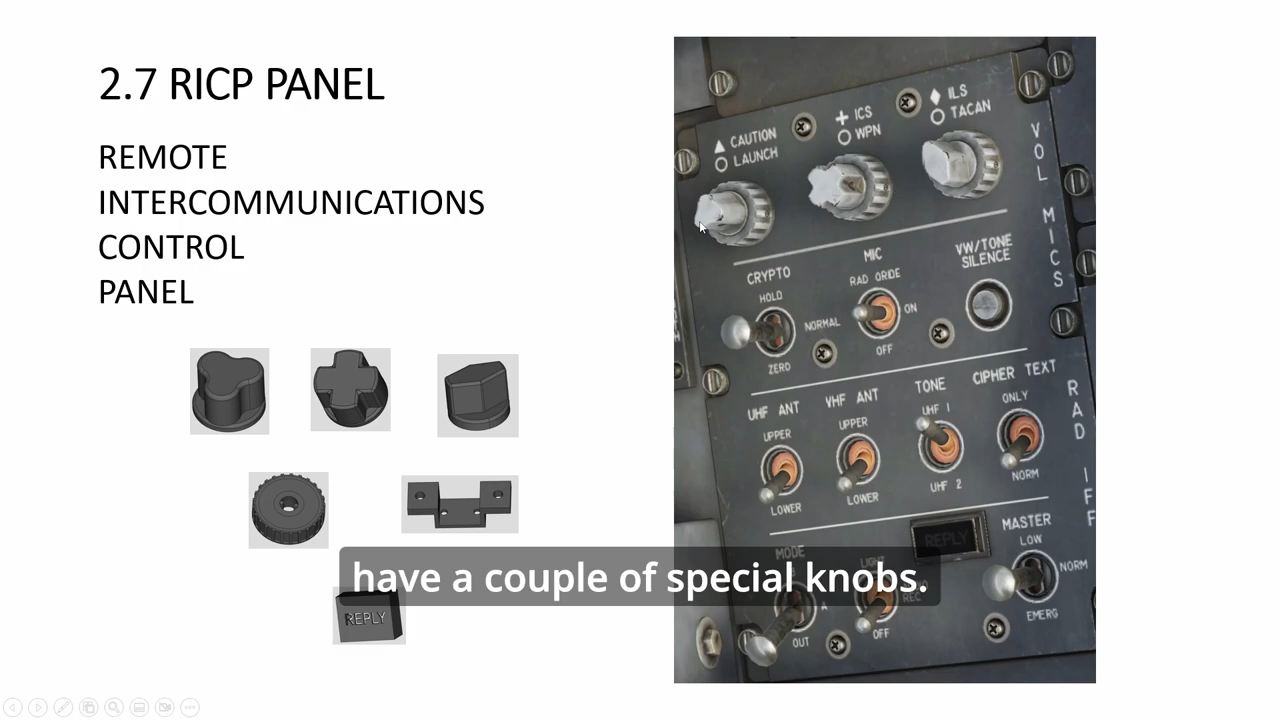 2.7 RICP PANEL
REMOTE
INTERCOMMUNICATIONS
CONTROL
PANEL
REPLY
CAUTION
LAUNCH
ICS
WPN
ILS
TACAN
VOL
CRYPTO
HOLD
NORMAL
ZERO
MIC
RAD ORIDE
ON
OFF
VW/TONE
SILENCE
MICS
UHF ANT
UPPER
LOWER
VHF ANT
UPPER
LOWER
TONE
UHF 1
UHF 2
CIPHER TEXT
ONLY
NORM
RAD
IFF
MODE
A
OUT
LIGHT
REC
OFF
REPLY
MASTER
LOW
NORM
EMERG
have a couple of special knobs.